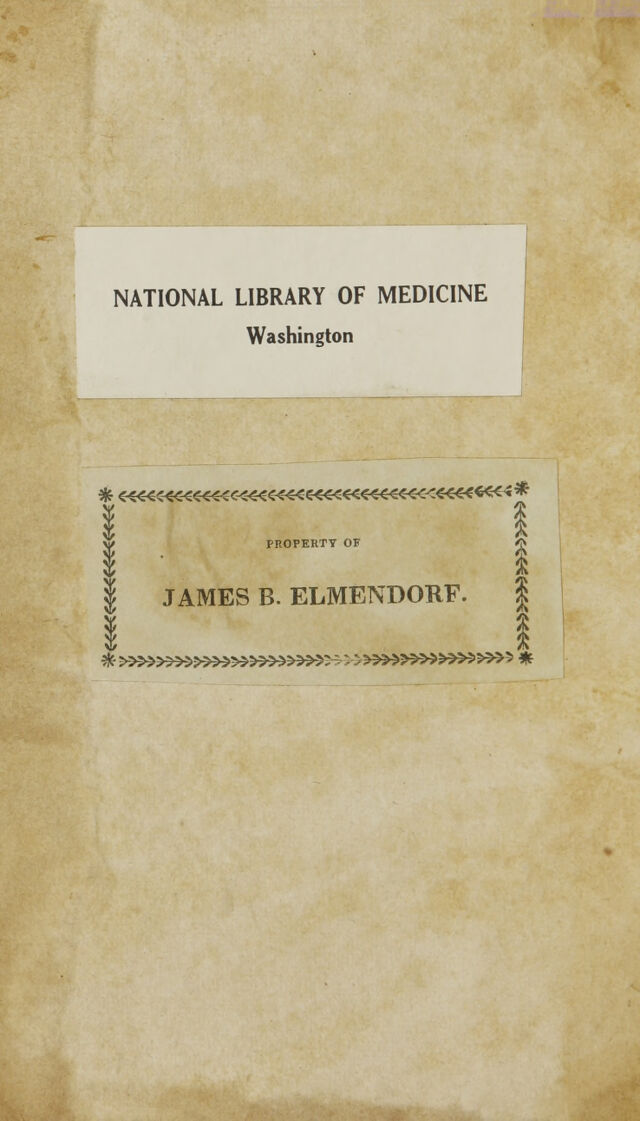 NATIONAL LIBRARY OF MEDICINE
Washington
PROPERTY OF
JAMES B. ELMENDORF.